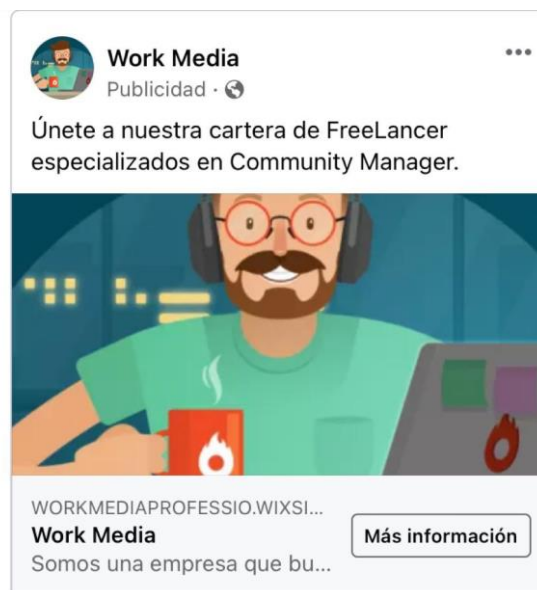 Work Media
Publicidad ·
Únete a nuestra cartera de FreeLancer
especializados en Community Manager.
WORKMEDIAPROFESSIO.WIXSI...
Work Media
Más información
Somos una empresa que bu...